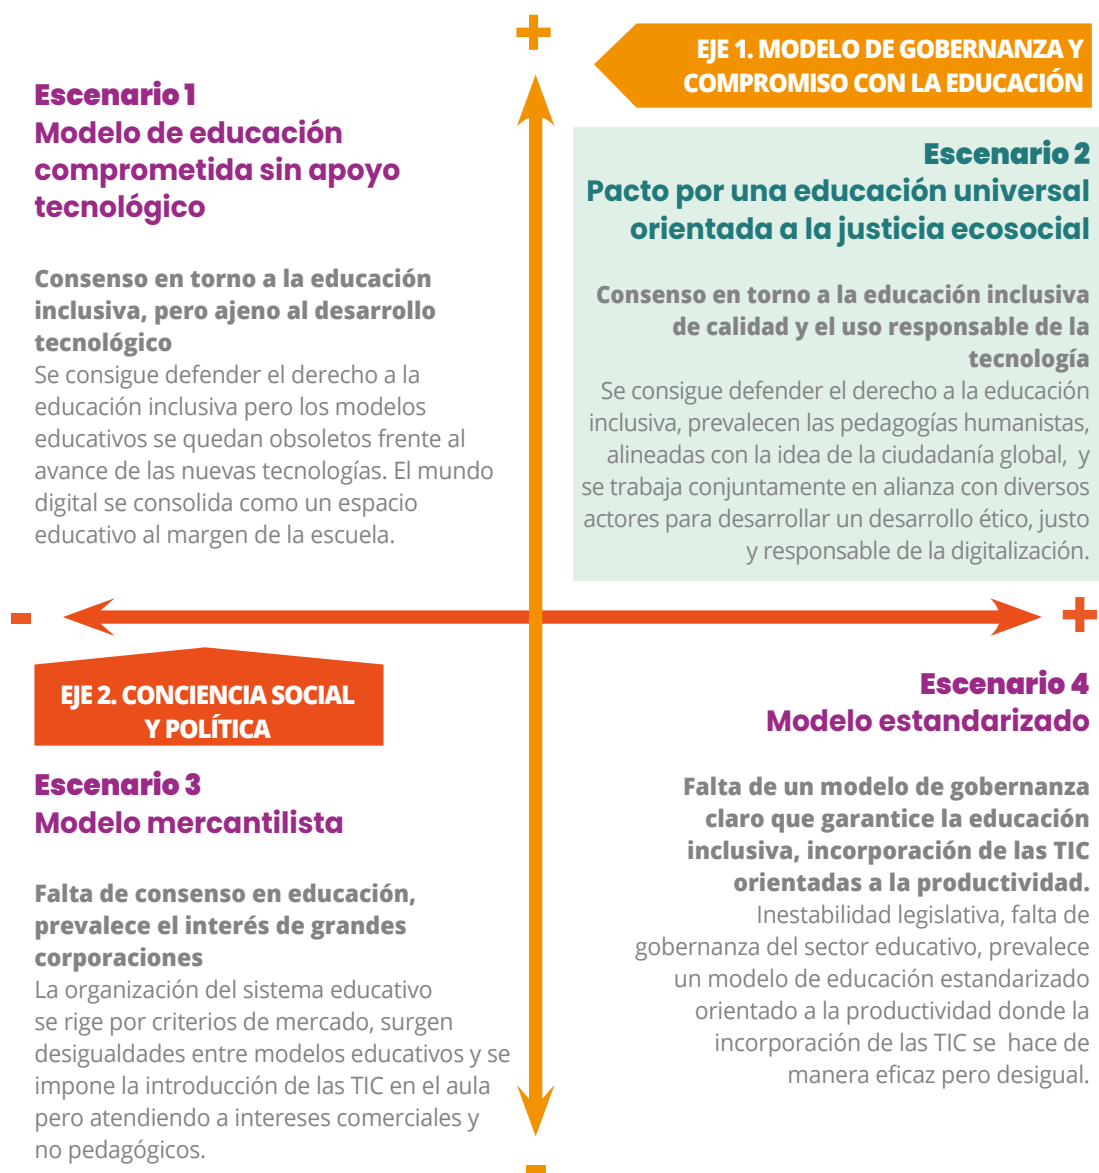 +
EJE 1. MODELO DE GOBERNANZA Y
COMPROMISO CON LA EDUCACIÓN
Escenario 1
Modelo de educación
comprometida sin apoyo
tecnológico
Consenso en torno a la educación
inclusiva, pero ajeno al desarrollo
tecnológico
Se consigue defender el derecho a la
educación inclusiva pero los modelos
educativos se quedan obsoletos frente al
avance de las nuevas tecnologías. El mundo
digital se consolida como un espacio
educativo al margen de la escuela.
Escenario 2
Pacto por una educación universal
orientada a la justicia ecosocial
Consenso en torno a la educación inclusiva
de calidad y el uso responsable de la
tecnología
Se consigue defender el derecho a la educación
inclusiva, prevalecen las pedagogías humanistas,
alineadas con la idea de la ciudadanía global, y
se trabaja conjuntamente en alianza con diversos
actores para desarrollar un desarrollo ético, justo
y responsable de la digitalización.
-
+
EJE 2. CONCIENCIA SOCIAL
Y POLÍTICA
Escenario 3
Modelo mercantilista
Falta de consenso en educación,
prevalece el interés de grandes
corporaciones
La organización del sistema educativo
se rige por criterios de mercado, surgen
desigualdades entre modelos educativos y se
impone la introducción de las TIC en el aula
pero atendiendo a intereses comerciales y
no pedagógicos.
Escenario 4
Modelo estandarizado
Falta de un modelo de gobernanza
claro que garantice la educación
inclusiva, incorporación de las TIC
orientadas a la productividad.
Inestabilidad legislativa, falta de
gobernanza del sector educativo, prevalece
un modelo de educación estandarizado
orientado a la productividad donde la
incorporación de las TIC se hace de
manera eficaz pero desigual.
-